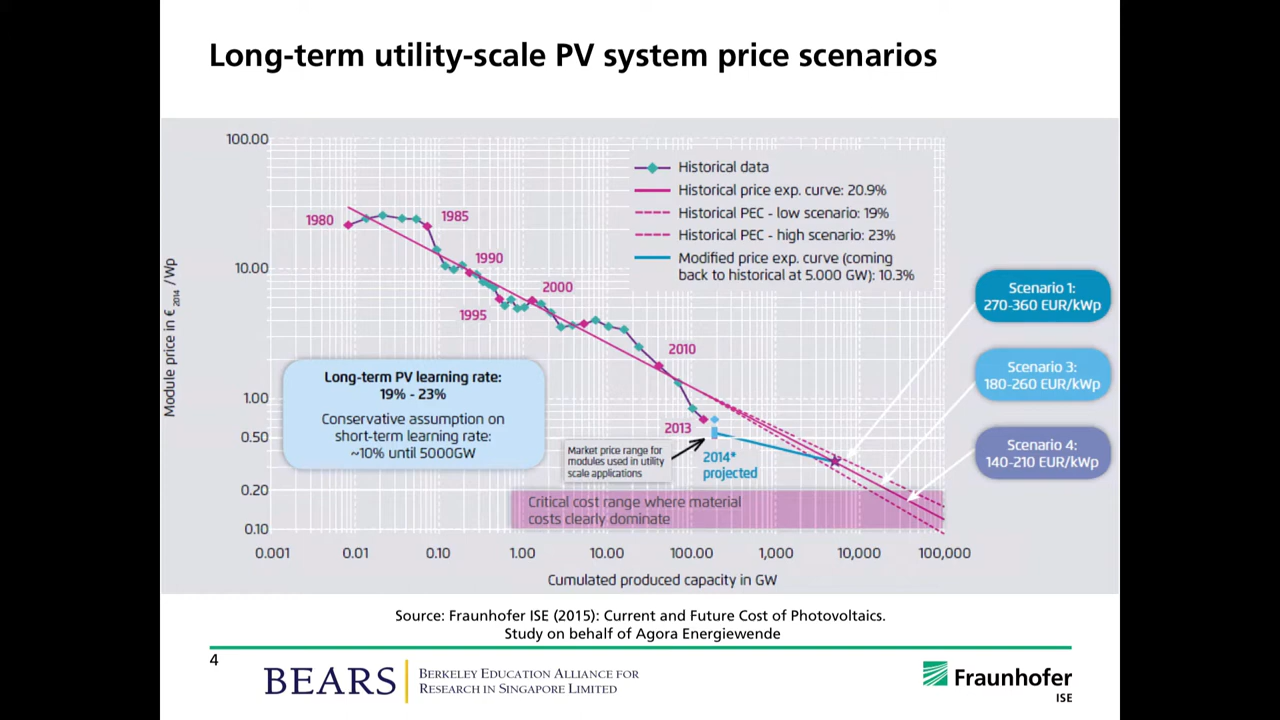 Long-term utility-scale PV system price scenarios
100.00
10.00
1.00
0.50
0.20
0.10
Module price in €2014 /Wp
Historical data
Historical price exp. curve: 20.9%
Historical PEC - low scenario: 19%
Historical PEC - high scenario: 23%
Modified price exp. curve (coming
back to historical at 5.000 GW): 10.3%
1980
1985
1990
1995
2000
2010
2013
2014*
projected
Scenario 1:
270-360 EUR/kWp
Scenario 3:
180-260 EUR/kWp
Scenario 4:
140-210 EUR/kWp
Long-term PV learning rate:
19% - 23%
Conservative assumption on
short-term learning rate:
~10% until 5000GW
Market price range for
modules used in utility
scale applications
Critical cost range where material
costs clearly dominate
0.001 0.01 0.10 1.00 10.00 100.00 1,000 10,000 100,000
Cumulated produced capacity in GW
Source: Fraunhofer ISE (2015): Current and Future Cost of Photovoltaics.
Study on behalf of Agora Energiewende
4
BEARS
BERKELEY EDUCATION ALLIANCE FOR
RESEARCH IN SINGAPORE LIMITED
Fraunhofer
ISE